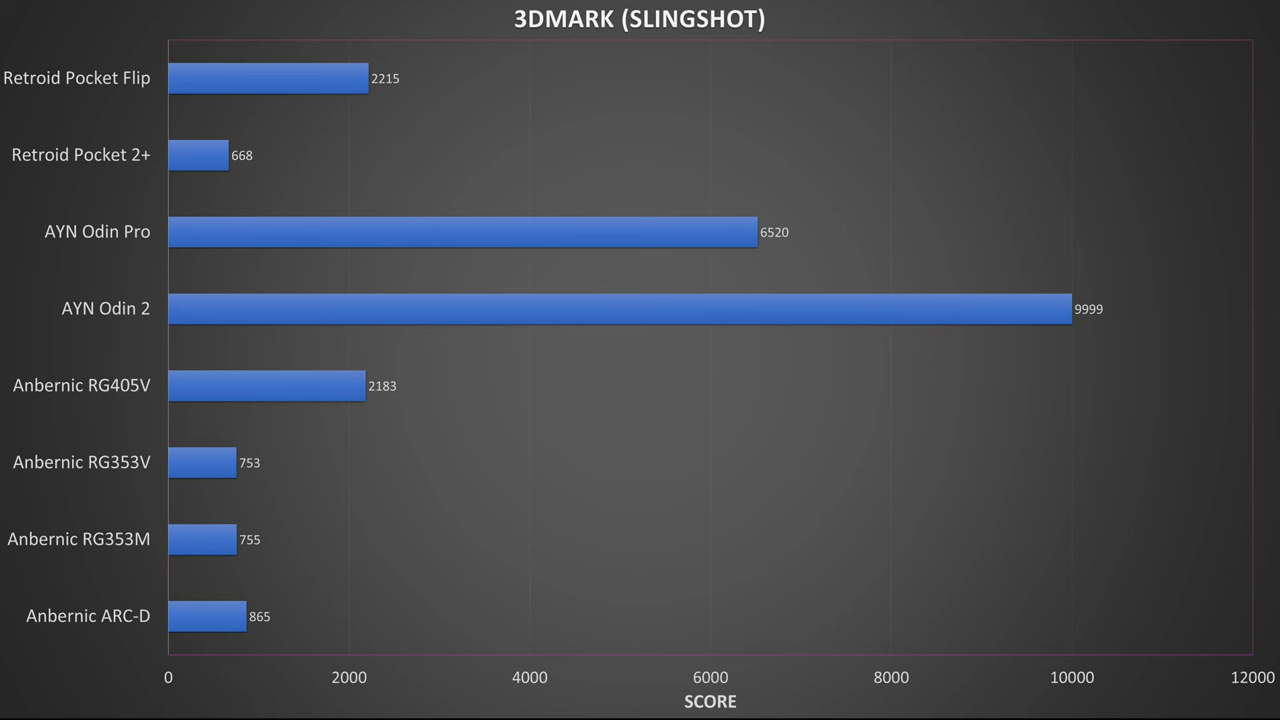 3DMARK (SLINGSHOT)
Retroid Pocket Flip 2215
Retroid Pocket 2+ 668
AYN Odin Pro 6520
AYN Odin 2 9999
Anbernic RG405V 2183
Anbernic RG353V 753
Anbernic RG353M 755
Anbernic ARC-D 865
0 2000 4000 6000 8000 10000 12000
SCORE